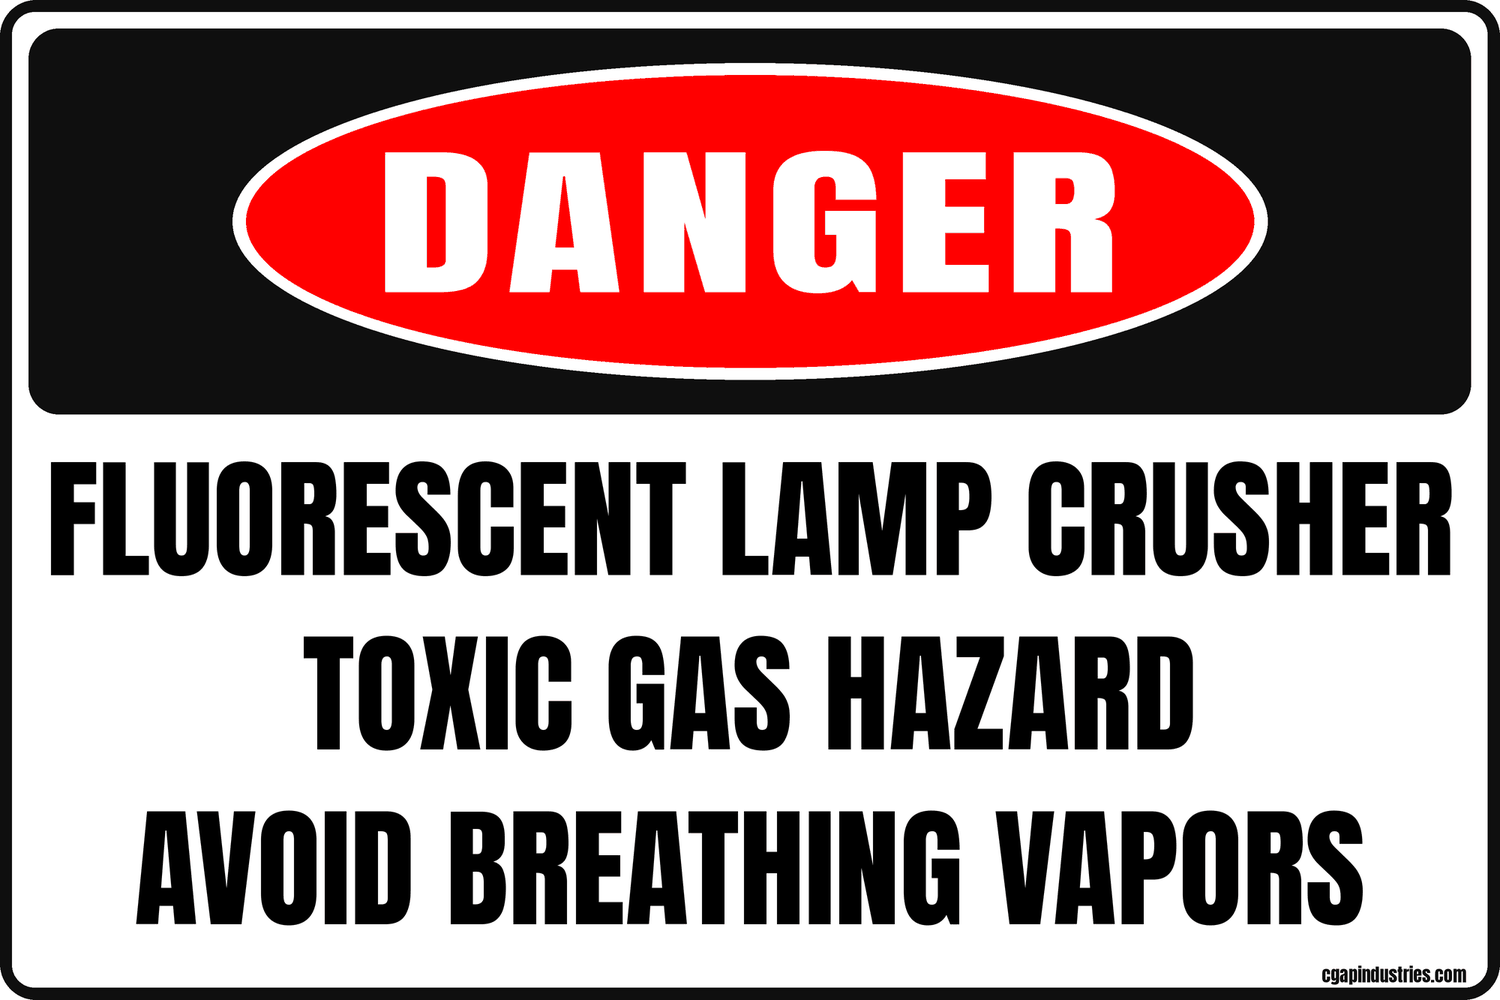 DANGER
FLUORESCENT LAMP CRUSHER
TOXIC GAS HAZARD
AVOID BREATHING VAPORS
cgapindustries.com